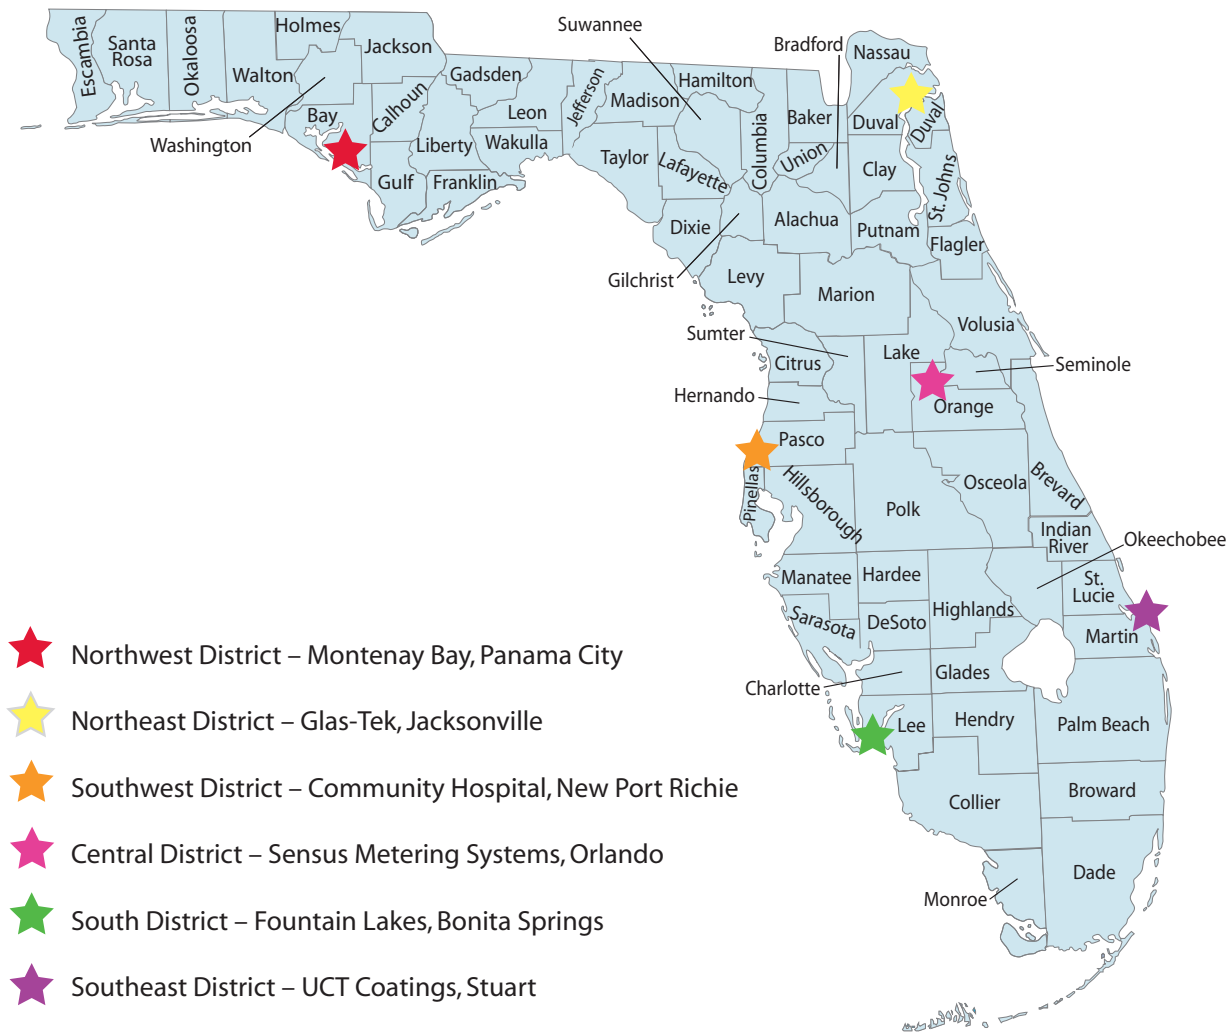 Suwannee
Holmes
Bradford
Nassau
Escambia
Santa
Rosa
Okaloosa
Jackson
Walton
Gadsden
Hamilton
Jefferson
Madison
Calhoun
Bay
Leon
Columbia
Baker
Duval
Duval
Washington
Liberty
Wakulla
Taylor
Lafayette
Union
Clay
St. Johns
Gulf
Franklin
Dixie
Alachua
Putnam
Flagler
Gilchrist
Levy
Marion
Volusia
Sumter
Lake
Citrus
Seminole
Hernando
Orange
Pasco
Pinellas
Hillsborough
Osceola
Brevard
Polk
Indian
River
Okeechobee
Manatee
Hardee
St.
Lucie
Sarasota
DeSoto
Highlands
Martin
Charlotte
Glades
Lee
Hendry
Palm Beach
Collier
Broward
Dade
Monroe
Northwest District – Montenay Bay, Panama City
Northeast District – Glas-Tek, Jacksonville
Southwest District – Community Hospital, New Port Richie
Central District – Sensus Metering Systems, Orlando
South District – Fountain Lakes, Bonita Springs
Southeast District – UCT Coatings, Stuart